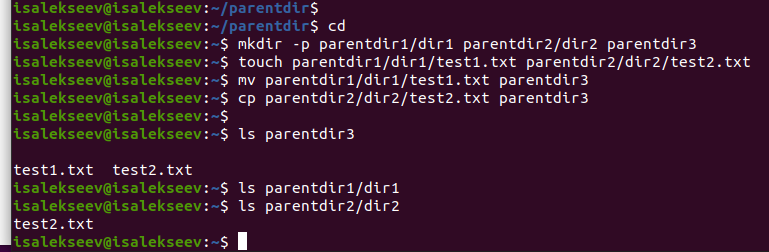 isalekseev@isalekseev:~/parentdir$
isalekseev@isalekseev:~/parentdir$ cd
isalekseev@isalekseev:~$ mkdir -p parentdir1/dir1 parentdir2/dir2 parentdir3
isalekseev@isalekseev:~$ touch parentdir1/dir1/test1.txt parentdir2/dir2/test2.txt
isalekseev@isalekseev:~$ mv parentdir1/dir1/test1.txt parentdir3
isalekseev@isalekseev:~$ cp parentdir2/dir2/test2.txt parentdir3
isalekseev@isalekseev:~$
isalekseev@isalekseev:~$ ls parentdir3
test1.txt  test2.txt
isalekseev@isalekseev:~$ ls parentdir1/dir1
isalekseev@isalekseev:~$ ls parentdir2/dir2
test2.txt
isalekseev@isalekseev:~$